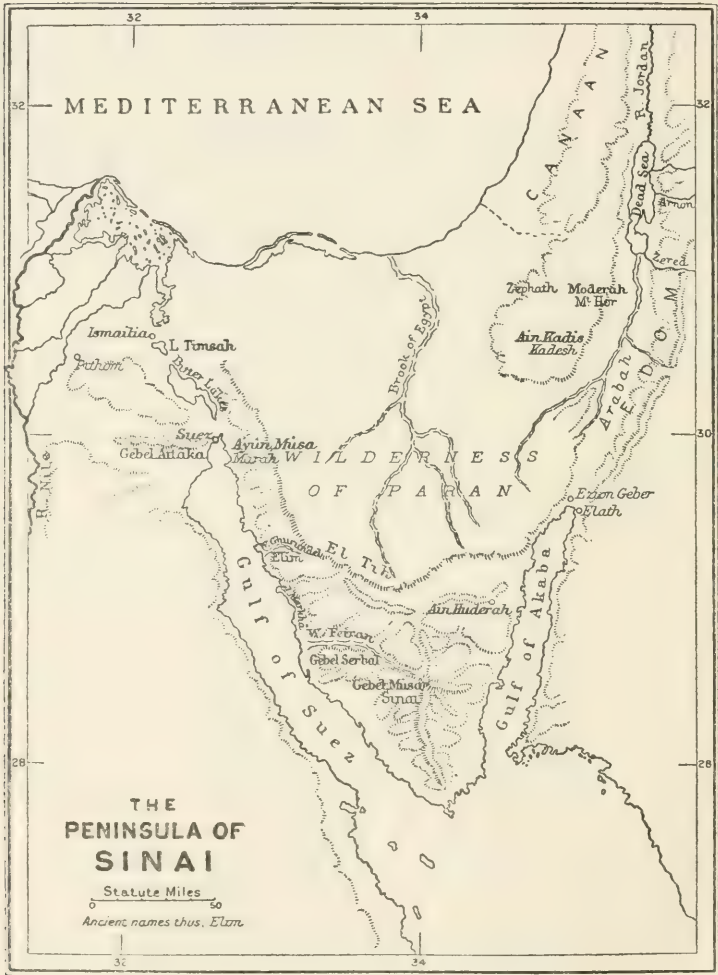 32
34
32
MEDITERRANEAN SEA
32
CANAAN
R. Jordan
Dead Sea
Arnon
Zered
Zephath
Moderah
Mt Hor
Ain Kadis
Kadesh
Brook of Egypt
Ismailia
L Timsah
Pithom
Bitter Lakes
Arabah
EDOM
Suez
Ayun Musa
Marah
Gebel Attaka
30
WILDERNESS
OF PARAN
R. Nile
Ezion Geber
Elath
Elim
El Tih
Ain Huderah
W. Feiran
Gebel Serbal
Gebel Musa
Sinai
Gulf of Suez
Gulf of Akaba
28
28
THE
PENINSULA OF
SINAI
Statute Miles
0 50
Ancient names thus, Elim
32
34